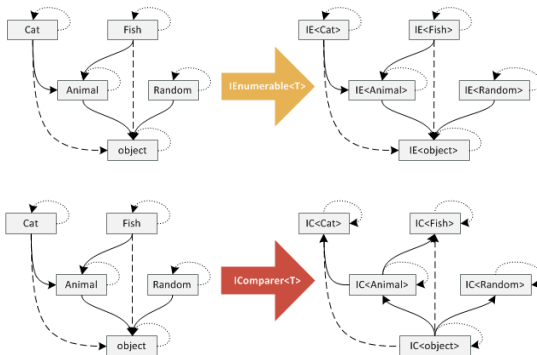 Cat Fish IE<Cat> IE<Fish>
Animal Random IEnumerable<T> IE<Animal> IE<Random>
object IE<object>
Cat Fish IC<Cat> IC<Fish>
Animal Random IComparer<T> IC<Animal> IC<Random>
object IC<object>